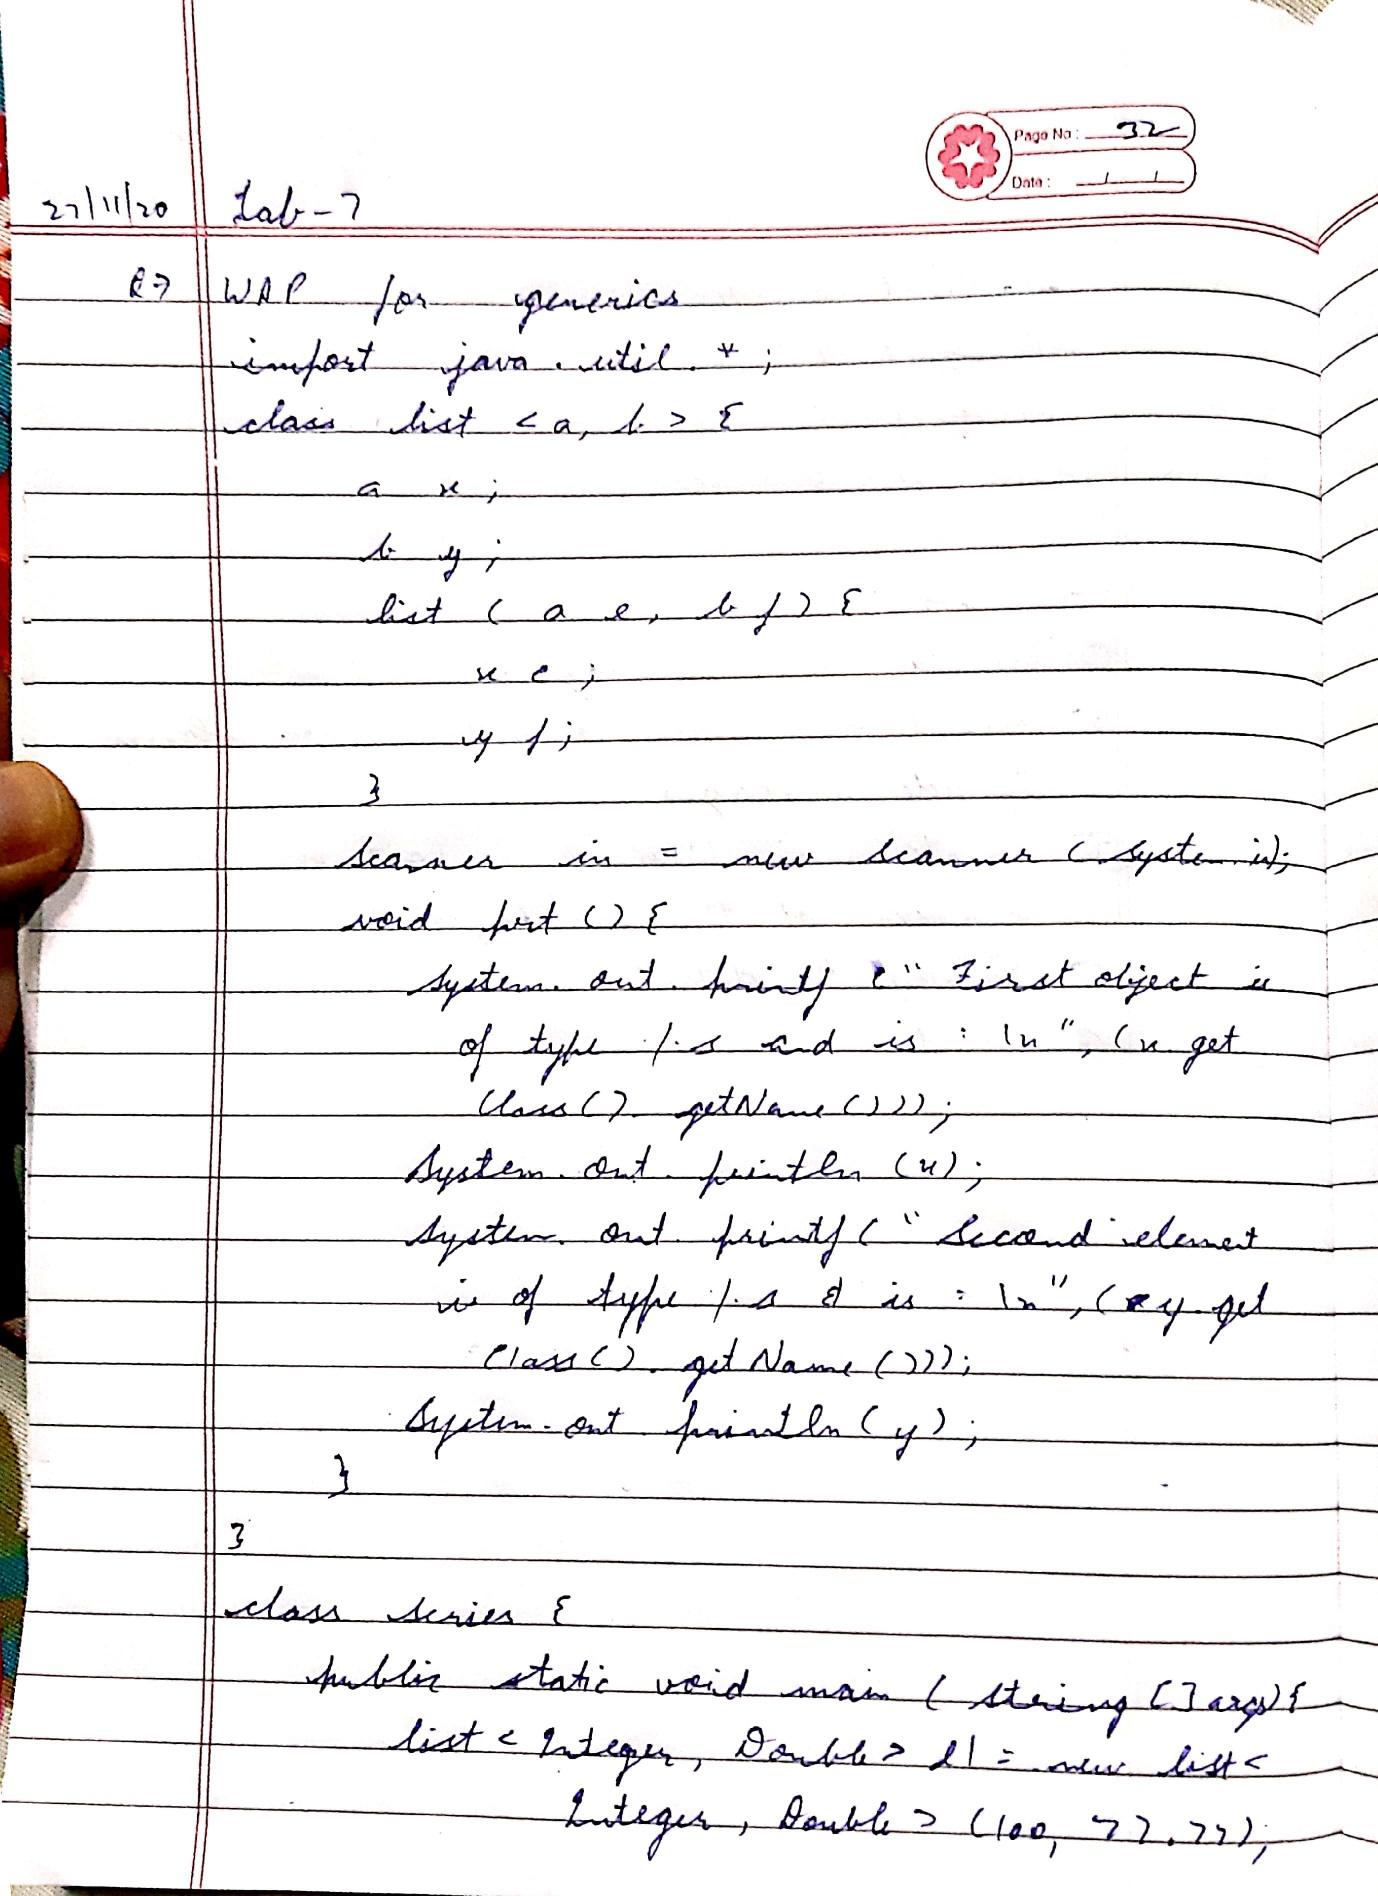 Page No: 32
Date:
27/11/20 Lab-7
Q7 WAP for generics
import java.util.*;
class list <a, b> {
a x;
b y;
list (a e, b f) {
x e;
y f;
}
Scanner in = new Scanner (System.in);
void prt () {
System.out.printf (" First object is
of type %s and is : \n", (x get
Class(). getName()));
System.out.println (x);
System.out.printf (" Second element
is of type %s & is : \n", (y.get
Class(). getName()));
System.out println (y);
}
}
class series {
public static void main (String [] args) {
list < Integer, Double > l1 = new list <
Integer, Double > (100, 77.77);